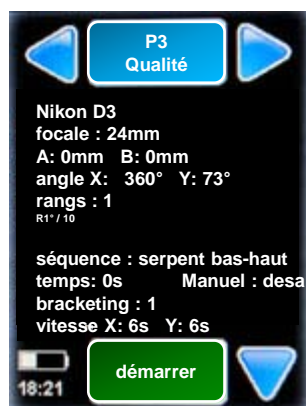 P3
Qualité
Nikon D3
focale : 24mm
A: 0mm B: 0mm
angle X: 360° Y: 73°
rangs : 1
R1° / 10
séquence : serpent bas-haut
temps: 0s Manuel : desa
bracketing : 1
vitesse X: 6s Y: 6s
démarrer
18:21